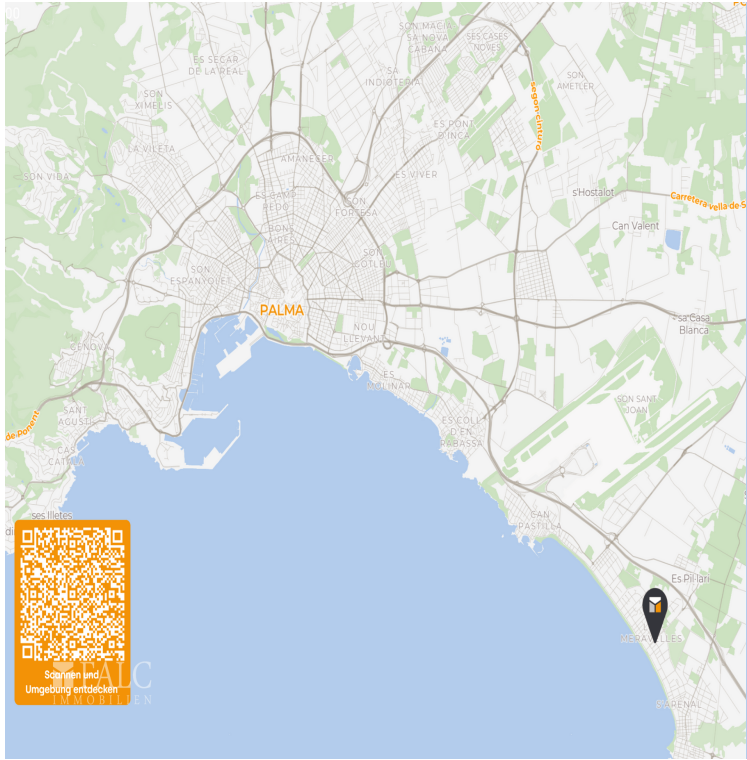 SON MACIÀ
SA NOVA
CABANA
SES CASES
NOVES
ES SECAR
DE LA REAL
SA
INDIOTERIA
SON
AMETLER
SON
XIMELIS
segon cinturó
ES PONT
D'INCA
LA VILETA
AMANECER
SON VIDA
ES VIVER
s'Hostalot
Carretera vella de S
ES CAMP
REDÓ
SON
FORTESA
BONS
AIRES
Can Valent
SON
GOTLEU
SON
ESPANYOLET
PALMA
sa Casa
Blanca
NOU
LLEVANT
GÈNOVA
ES
MOLINAR
SON SANT
JOAN
SANT
AGUSTÍ
de Ponent
ES COLL
D'EN
RABASSA
CAS
CATALÀ
ses Illetes
CAN
PASTILLA
Es Pil·larí
MERAVELLES
S'ARENAL
Scannen und
Umgebung entdecken
FALC
IMMOBILIEN